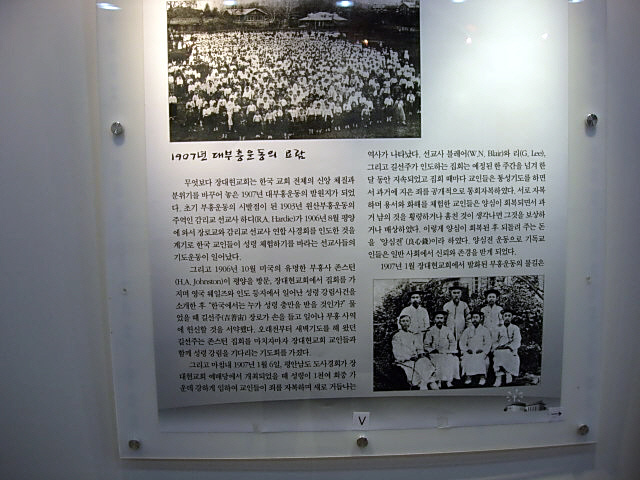 1907년 대부흥운동의 요람
무엇보다 장대현교회는 한국 교회 전체의 신앙 체질과
분위기를 바꾸어 놓은 1907년 대부흥운동의 발원지가 되었
다. 초기 부흥운동의 시발점이 된 1903년 원산부흥운동의
주역인 감리교 선교사 하디(R.A. Hardie)가 1906년 8월 평양
에 와서 장로교와 감리교 선교사 연합 사경회를 인도한 것을
계기로 한국 교인들이 성령 체험하기를 바라는 선교사들의
기도운동이 일어났다.
그리고 1906년 10월 미국의 유명한 부흥사 존스턴
(H.A. Johnston)이 평양을 방문, 장대현교회에서 집회를 가
지며 영국 웨일즈와 인도 등지에서 일어난 성령 강림사건을
소개한 후 "한국에서는 누가 성령 충만을 받을 것인가?" 물
었을 때 길선주(吉善宙) 장로가 손을 들고 일어나 부흥 사역
에 헌신할 것을 서약했다. 오래전부터 새벽기도를 해 왔던
길선주는 존스턴 집회를 마치자마자 장대현교회 교인들과
함께 성령 강림을 기다리는 기도회를 가졌다.
그리고 마침내 1907년 1월 6일, 평안남도 도사경회가 장
대현교회 예배당에서 개최되었을 때 성령이 1천여 회중 가
운데 강하게 임하여 교인들이 죄를 자복하며 새로 거듭나는
역사가 나타났다. 선교사 블레어(W.N. Blair)와 리(G. Lee),
그리고 길선주가 인도하는 집회는 예정된 한 주간을 넘겨 한
달 동안 지속되었고 집회 때마다 교인들은 통성기도를 하면
서 과거에 지은 죄를 공개적으로 통회자복하였다. 서로 자복
하며 용서와 화해를 체험한 교인들은 양심이 회복되면서 과
거 남의 것을 횡령하거나 훔친 것이 생각나면 그것을 보상하
거나 배상하였다. 이렇게 양심이 회복된 후 되돌려 주는 돈
을 '양심전'(良心錢)이라 하였다. 양심전 운동으로 기독교
인들은 일반 사회에서 신뢰와 존경을 받게 되었다.
1907년 1월 장대현교회에서 발화된 부흥운동의 불길은
V